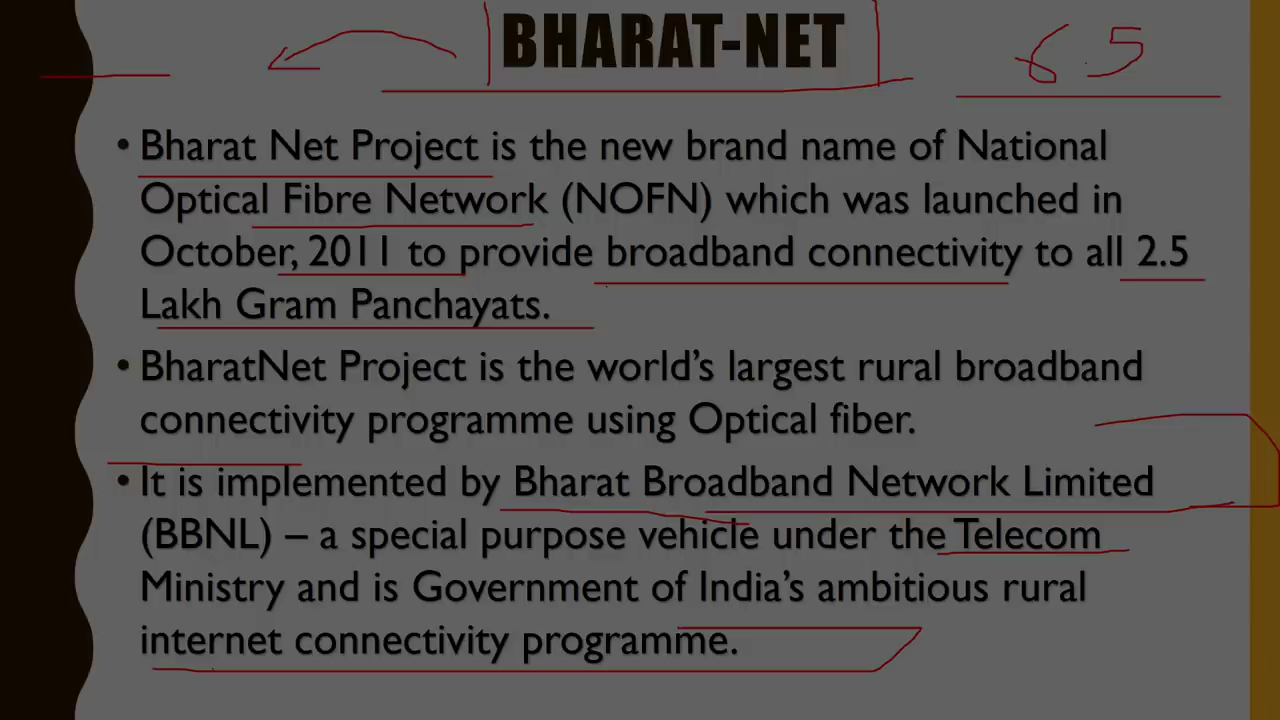 BHARAT-NET
65
• Bharat Net Project is the new brand name of National
Optical Fibre Network (NOFN) which was launched in
October, 2011 to provide broadband connectivity to all 2.5
Lakh Gram Panchayats.
• BharatNet Project is the world's largest rural broadband
connectivity programme using Optical fiber.
• It is implemented by Bharat Broadband Network Limited
(BBNL) – a special purpose vehicle under the Telecom
Ministry and is Government of India's ambitious rural
internet connectivity programme.